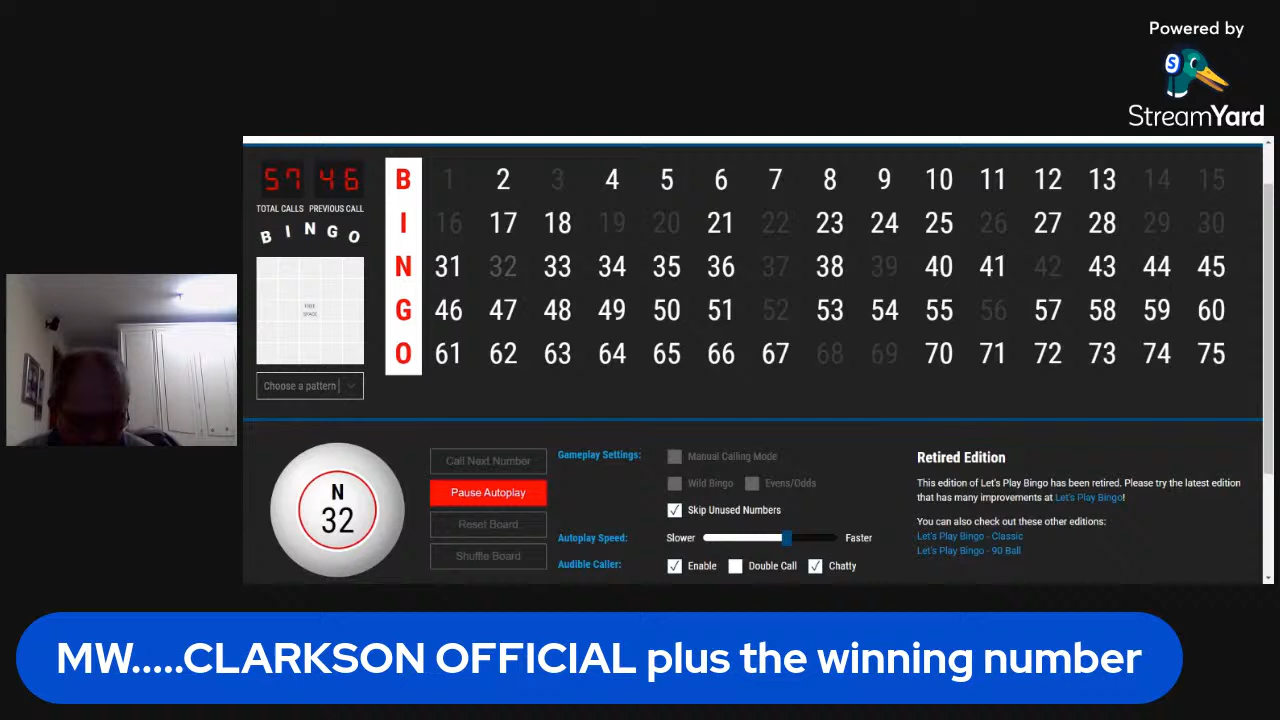 Powered by
StreamYard
57 46
TOTAL CALLS PREVIOUS CALL
B I N G O
FREE
SPACE
Choose a pattern
B 1 2 3 4 5 6 7 8 9 10 11 12 13 14 15
I 16 17 18 19 20 21 22 23 24 25 26 27 28 29 30
N 31 32 33 34 35 36 37 38 39 40 41 42 43 44 45
G 46 47 48 49 50 51 52 53 54 55 56 57 58 59 60
O 61 62 63 64 65 66 67 68 69 70 71 72 73 74 75
N
32
Call Next Number
Pause Autoplay
Reset Board
Shuffle Board
Gameplay Settings:
Manual Calling Mode
Wild Bingo Evens/Odds
Skip Unused Numbers
Autoplay Speed: Slower Faster
Audible Caller: Enable Double Call Chatty
Retired Edition
This edition of Let's Play Bingo has been retired. Please try the latest edition
that has many improvements at Let's Play Bingo!
You can also check out these other editions:
Let's Play Bingo - Classic
Let's Play Bingo - 90 Ball
MW.....CLARKSON OFFICIAL plus the winning number